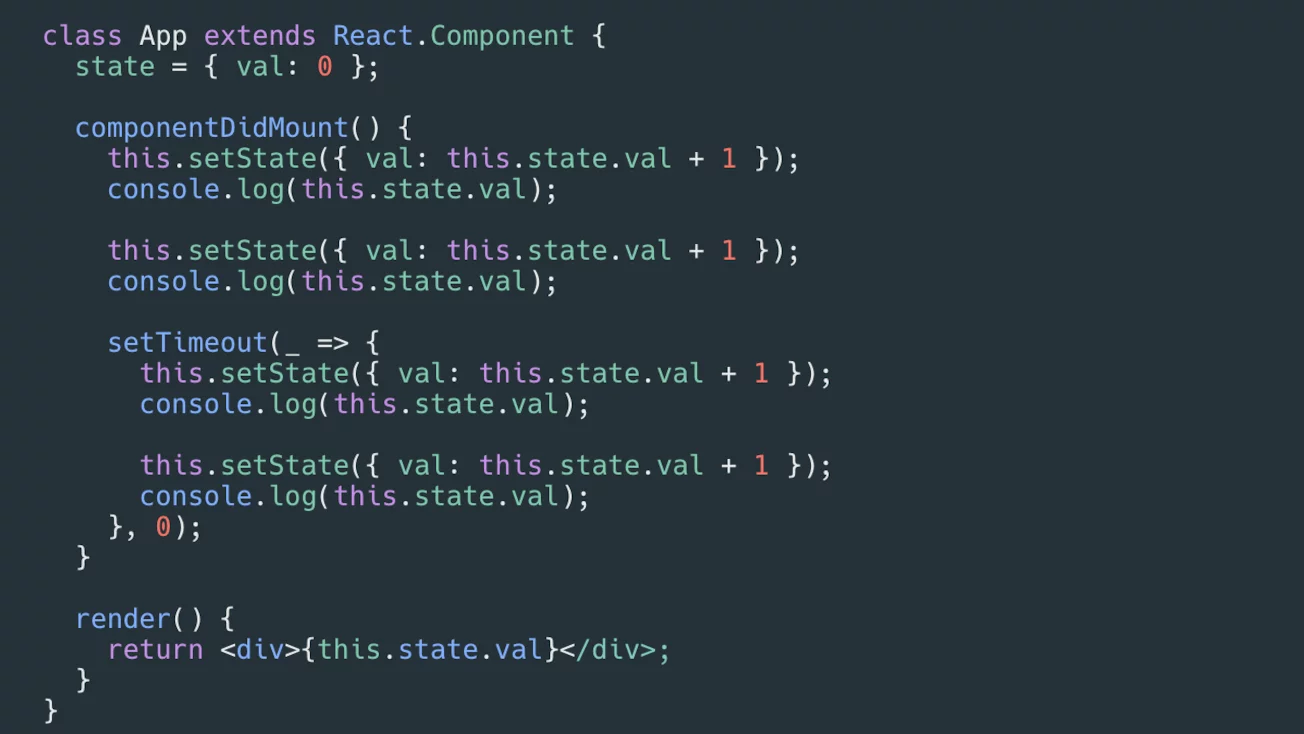 class App extends React.Component {
  state = { val: 0 };

  componentDidMount() {
    this.setState({ val: this.state.val + 1 });
    console.log(this.state.val);

    this.setState({ val: this.state.val + 1 });
    console.log(this.state.val);

    setTimeout(_ => {
      this.setState({ val: this.state.val + 1 });
      console.log(this.state.val);

      this.setState({ val: this.state.val + 1 });
      console.log(this.state.val);
    }, 0);
  }

  render() {
    return <div>{this.state.val}</div>;
  }
}